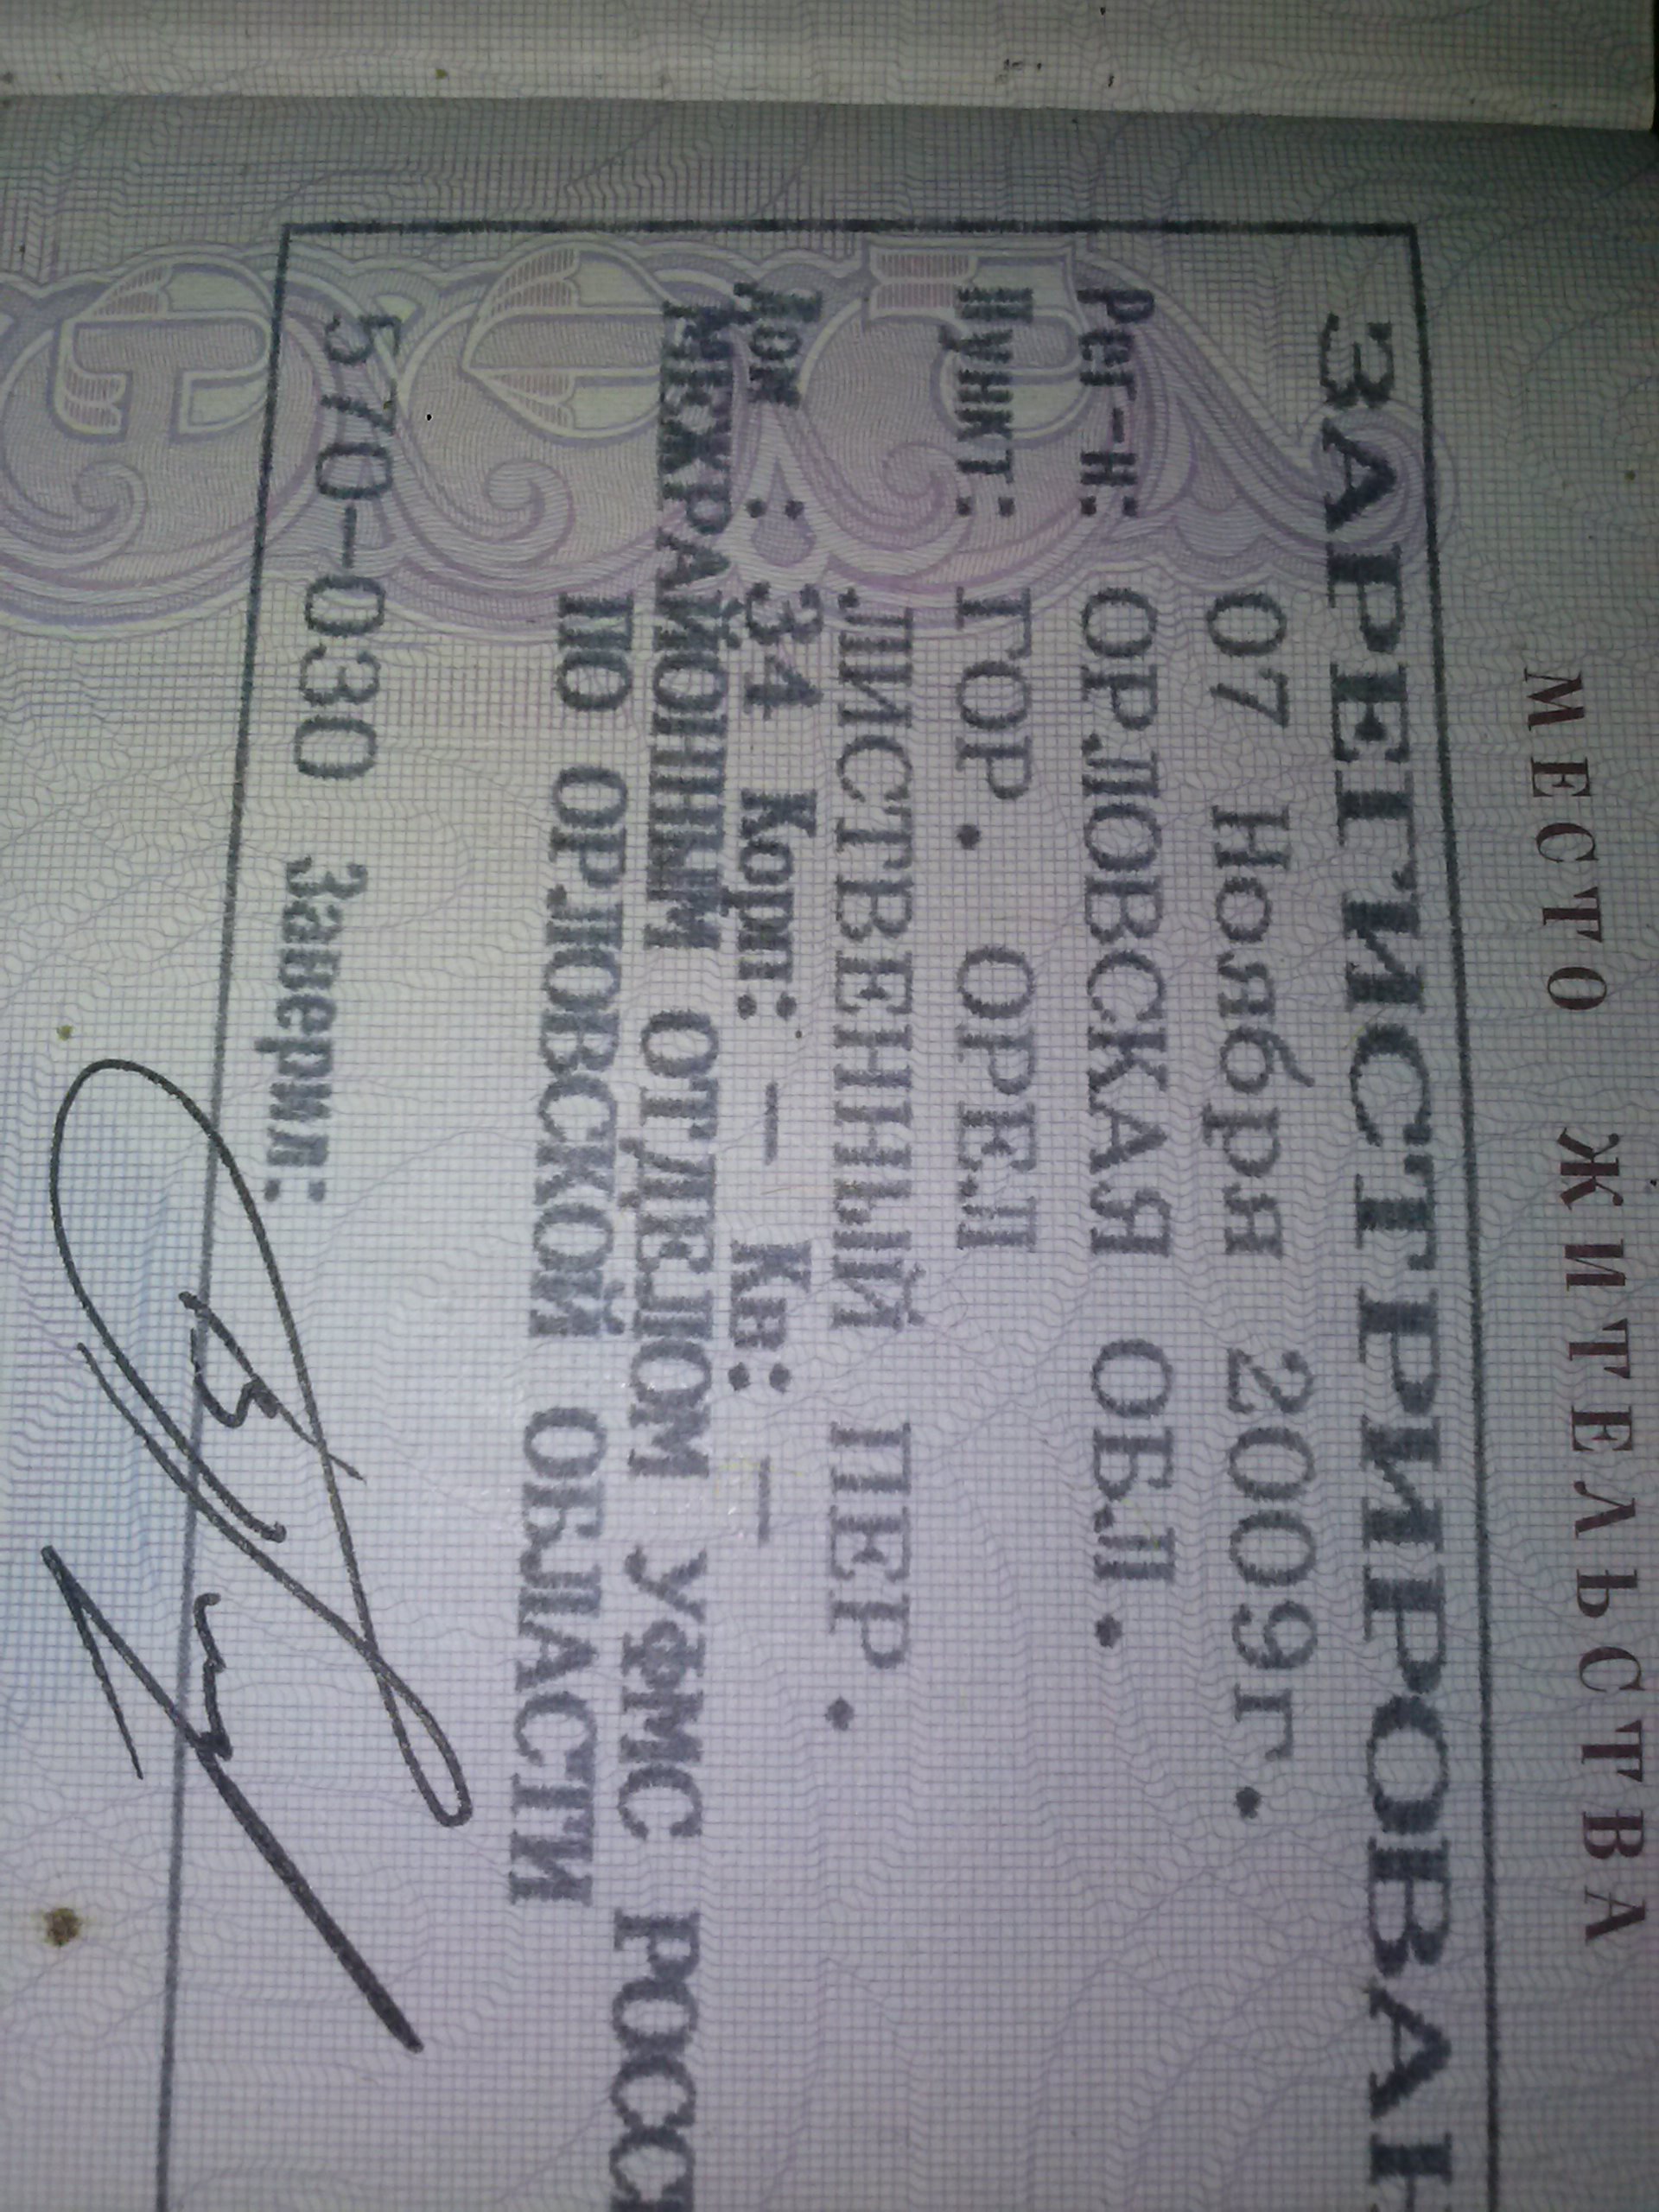 МЕСТО ЖИТЕЛЬСТВА
ЗАРЕГИСТРИРОВАН
07 Ноября 2009г.
Рег-н: ОРЛОВСКАЯ ОБЛ.
Пункт: ГОР. ОРЕЛ
ЛИСТВЕННЫЙ ПЕР.
Дом : 34 Корп: – Кв: –
МЕЖРАЙОННЫМ ОТДЕЛОМ УФМС РОСС
ПО ОРЛОВСКОЙ ОБЛАСТИ
570-030 Заверил: